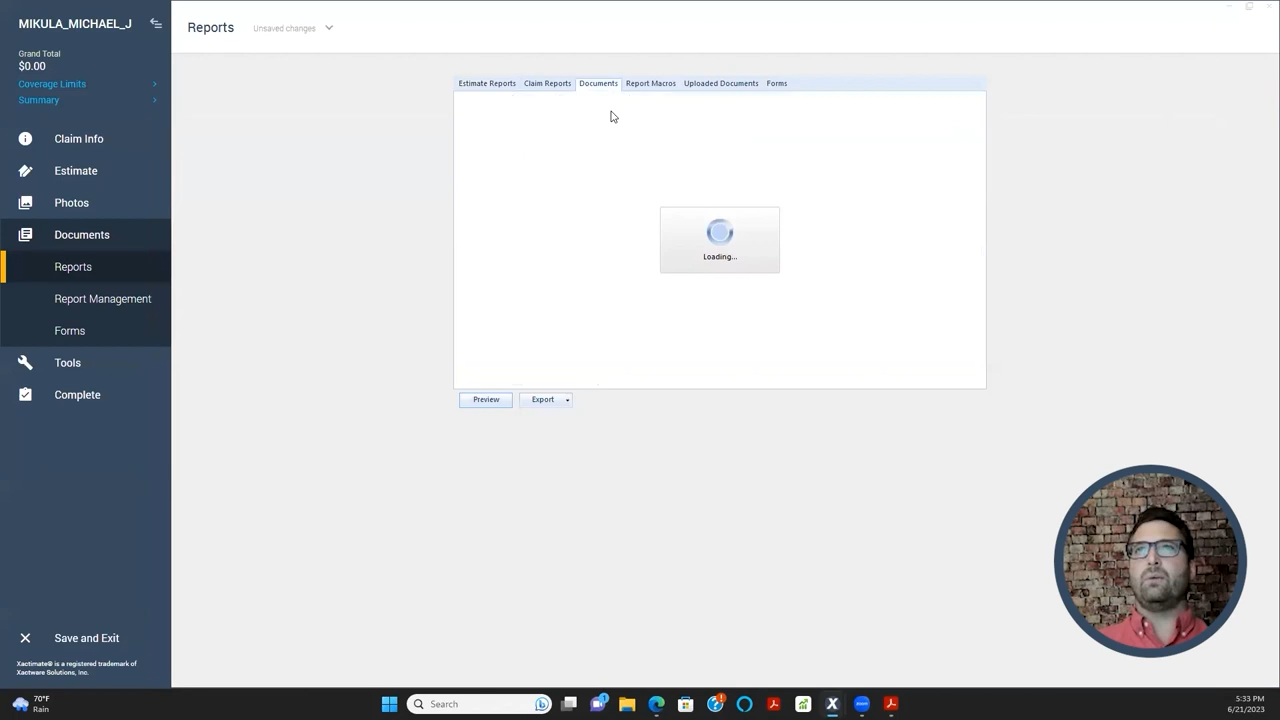 MIKULA_MICHAEL_J
Grand Total
$0.00
Coverage Limits
Summary
Claim Info
Estimate
Photos
Documents
Reports
Report Management
Forms
Tools
Complete
Save and Exit
Xactimate® is a registered trademark of
Xactware Solutions, Inc.
Reports Unsaved changes
Estimate Reports Claim Reports Documents Report Macros Uploaded Documents Forms
Loading...
Preview Export
70°F
Rain
Search
5:33 PM
6/21/2023